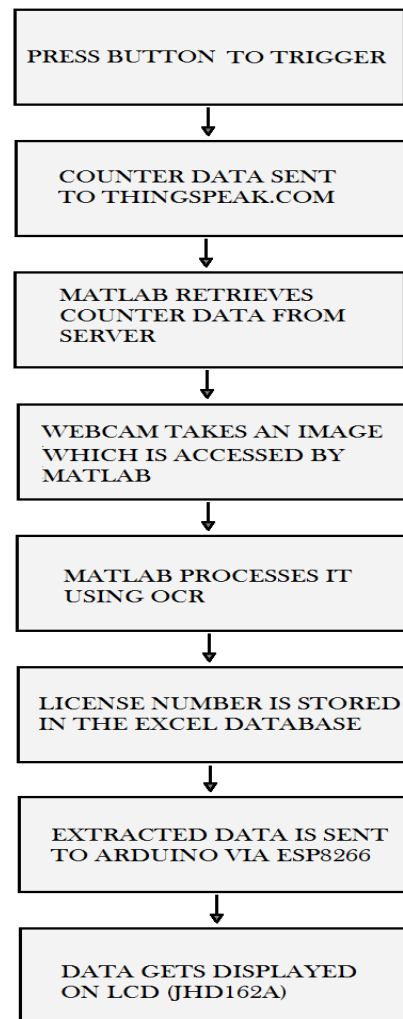 PRESS BUTTON TO TRIGGER
COUNTER DATA SENT
TO THINGSPEAK.COM
MATLAB RETRIEVES
COUNTER DATA FROM
SERVER
WEBCAM TAKES AN IMAGE
WHICH IS ACCESSED BY
MATLAB
MATLAB PROCESSES IT
USING OCR
LICENSE NUMBER IS STORED
IN THE EXCEL DATABASE
EXTRACTED DATA IS SENT
TO ARDUINO VIA ESP8266
DATA GETS DISPLAYED
ON LCD (JHD162A)